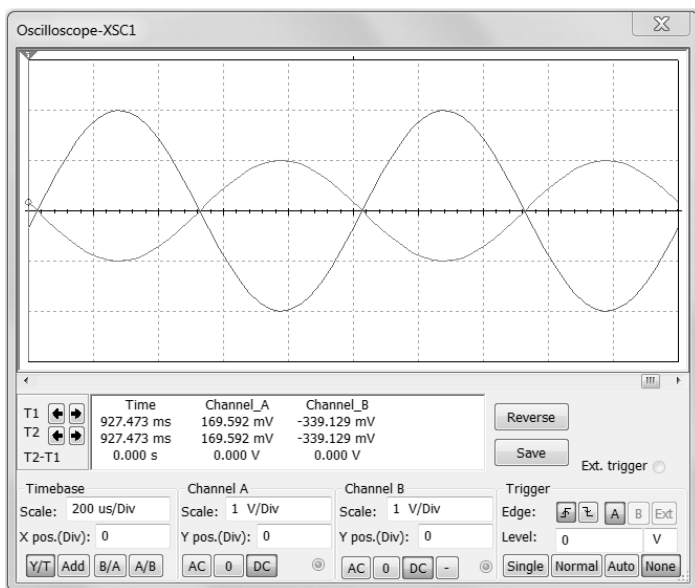 Oscilloscope-XSC1
T1
T2
T2-T1
Time Channel_A Channel_B
927.473 ms 169.592 mV -339.129 mV
927.473 ms 169.592 mV -339.129 mV
0.000 s 0.000 V 0.000 V
Reverse
Save
Ext. trigger
Timebase
Scale: 200 us/Div
X pos.(Div): 0
Y/T Add B/A A/B
Channel A
Scale: 1 V/Div
Y pos.(Div): 0
AC 0 DC
Channel B
Scale: 1 V/Div
Y pos.(Div): 0
AC 0 DC -
Trigger
Edge: A B Ext
Level: 0 V
Single Normal Auto None